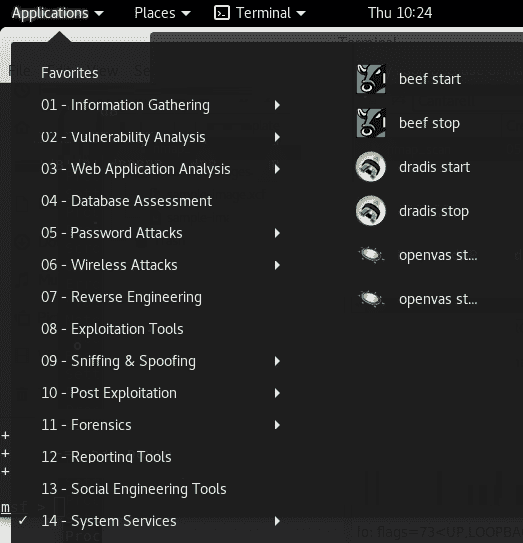 Applications Places Terminal Thu 10:24
Terminal
Favorites
01 - Information Gathering
02 - Vulnerability Analysis
03 - Web Application Analysis
04 - Database Assessment
05 - Password Attacks
06 - Wireless Attacks
07 - Reverse Engineering
08 - Exploitation Tools
09 - Sniffing & Spoofing
10 - Post Exploitation
11 - Forensics
12 - Reporting Tools
13 - Social Engineering Tools
✓ 14 - System Services
beef start
beef stop
dradis start
dradis stop
openvas st...
openvas st...
+
+
+